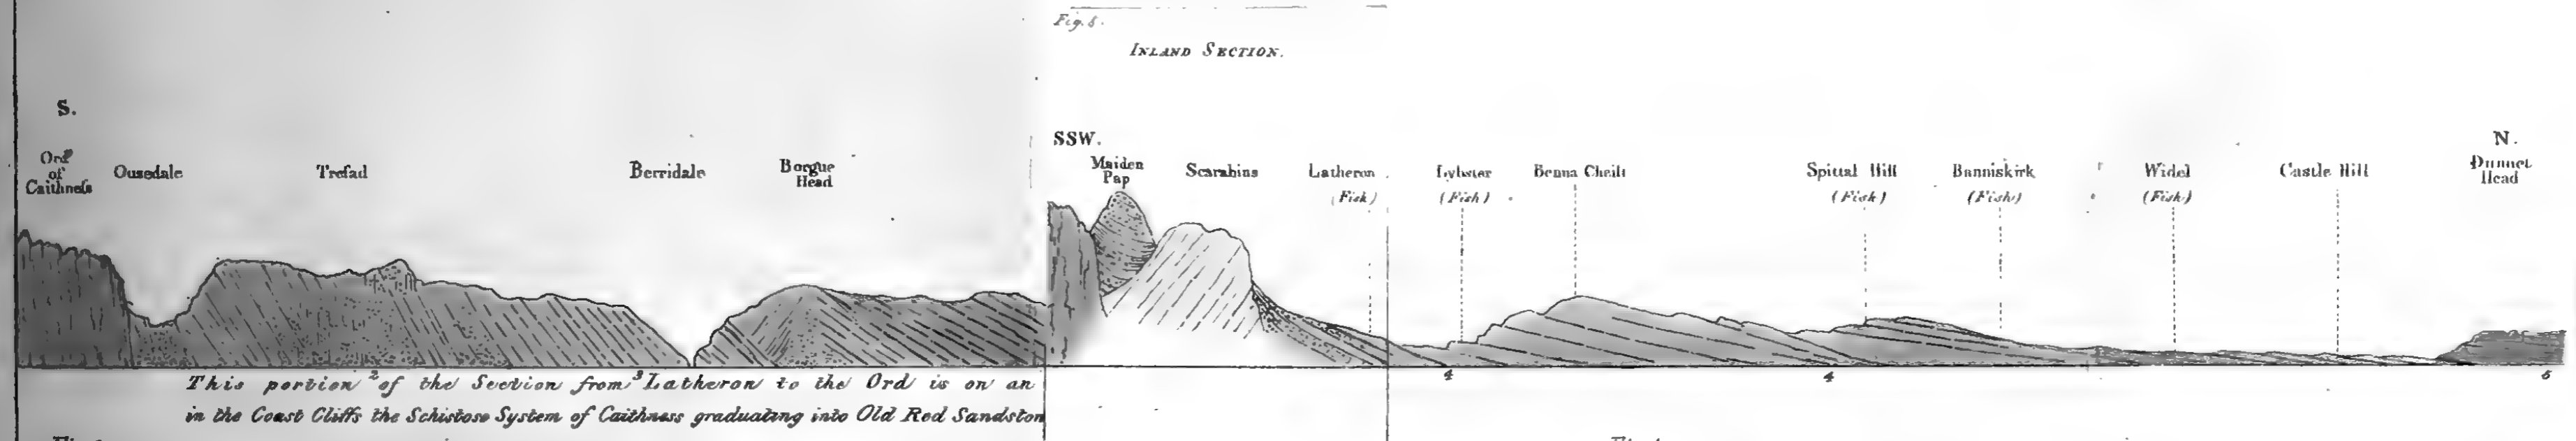 Fig. 8.
INLAND SECTION.
S.
SSW.
N.
Ord
of
Caithneſs
Ousedale
Trefad
Berridale
Borgue
Head
Maiden
Pap
Scarabins
Latheron
(Fish)
Lybster
(Fish)
Benna Cheilt
Spittal Hill
(Fish)
Banniskirk
(Fish)
Widel
(Fish)
Castle Hill
Dunnet
Head
2 3 4 4 5
This portion of the Section from Latheron to the Ord is on an
in the Coast Cliffs the Schistose System of Caithness graduating into Old Red Sandston